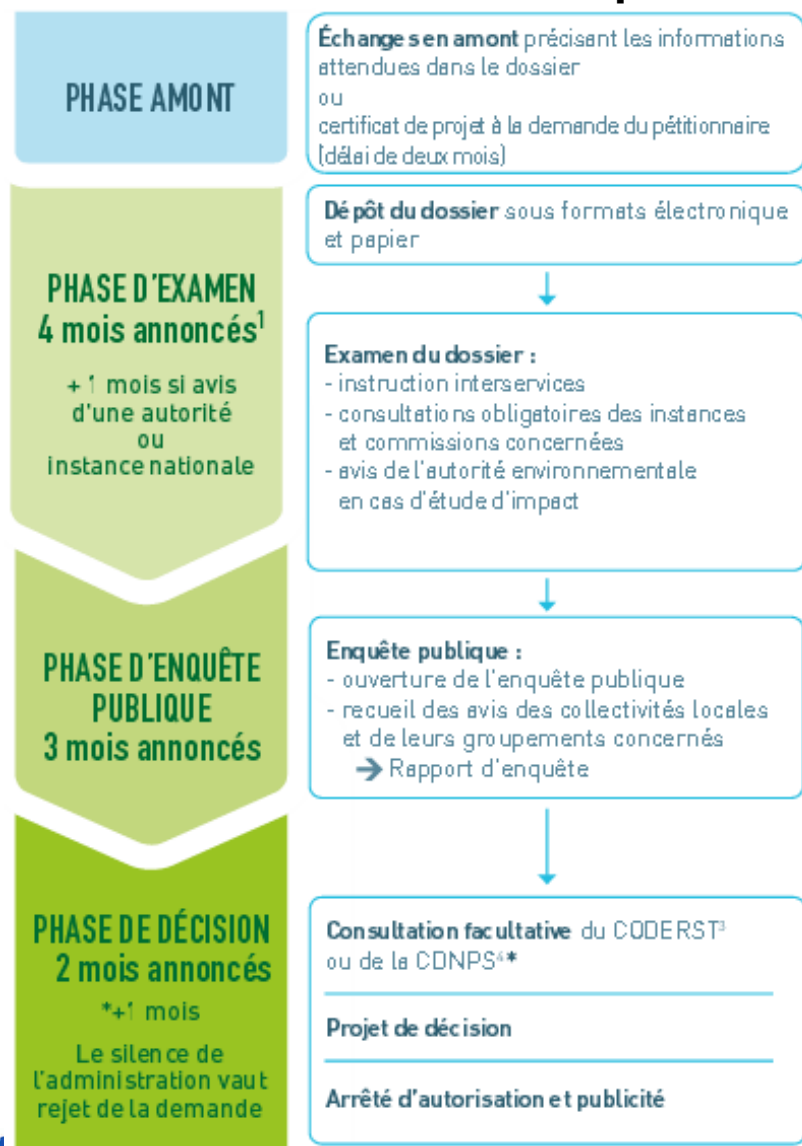 PHASE AMONT
Échanges en amont précisant les informations
attendues dans le dossier
ou
certificat de projet à la demande du pétitionnaire
(délai de deux mois)
PHASE D'EXAMEN
4 mois annoncés¹
+ 1 mois si avis
d'une autorité
ou
instance nationale
Dépôt du dossier sous formats électronique
et papier
Examen du dossier :
- instruction interservices
- consultations obligatoires des instances
et commissions concernées
- avis de l'autorité environnementale
en cas d'étude d'impact
PHASE D'ENQUÊTE
PUBLIQUE
3 mois annoncés
Enquête publique :
- ouverture de l'enquête publique
- recueil des avis des collectivités locales
et de leurs groupements concernés
➔ Rapport d'enquête
PHASE DE DÉCISION
2 mois annoncés
*+1 mois
Le silence de
l'administration vaut
rejet de la demande
Consultation facultative du CODERST³
ou de la CDNPS⁴*
Projet de décision
Arrêté d'autorisation et publicité